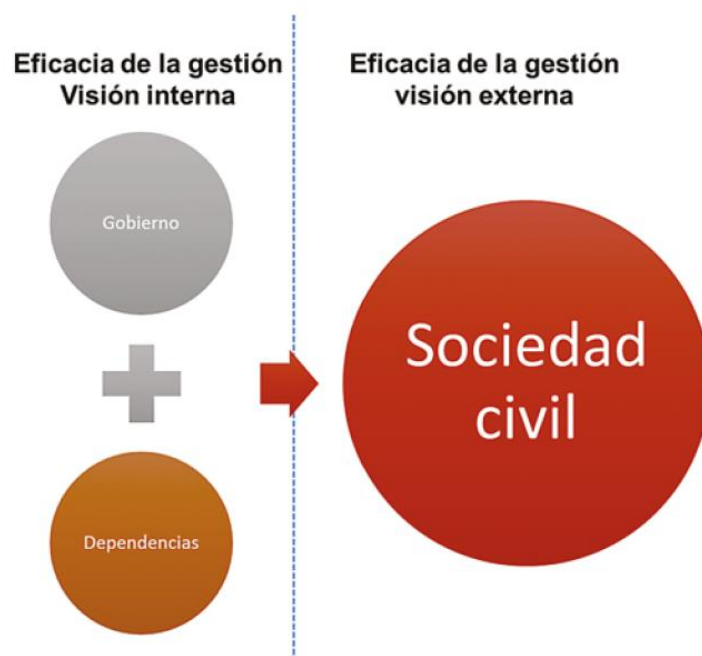 Eficacia de la gestión
Visión interna
Eficacia de la gestión
visión externa
Gobierno
Dependencias
Sociedad
civil